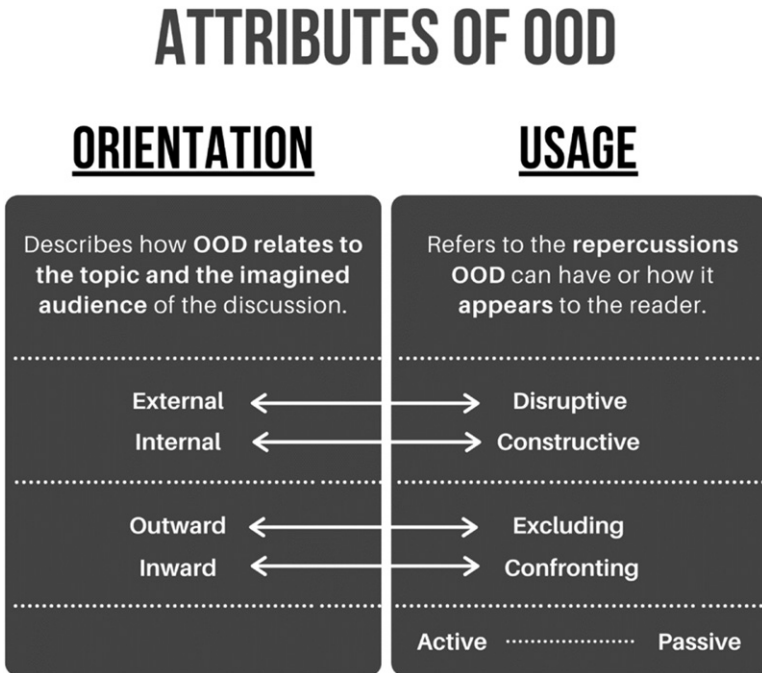 ATTRIBUTES OF OOD
ORIENTATION
Describes how OOD relates to
the topic and the imagined
audience of the discussion.
External
Internal
Outward
Inward
USAGE
Refers to the repercussions
OOD can have or how it
appears to the reader.
Disruptive
Constructive
Excluding
Confronting
Active Passive